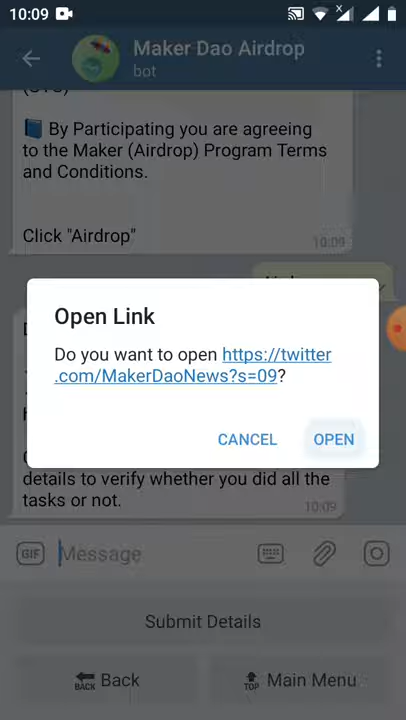 10:09
Maker Dao Airdrop
bot
📘 By Participating you are agreeing
to the Maker (Airdrop) Program Terms
and Conditions.
Click "Airdrop"
10:09
Open Link
Do you want to open https://twitter
.com/MakerDaoNews?s=09?
CANCEL
OPEN
details to verify whether you did all the
tasks or not.
10:09
GIF
Message
Submit Details
BACK Back
TOP Main Menu